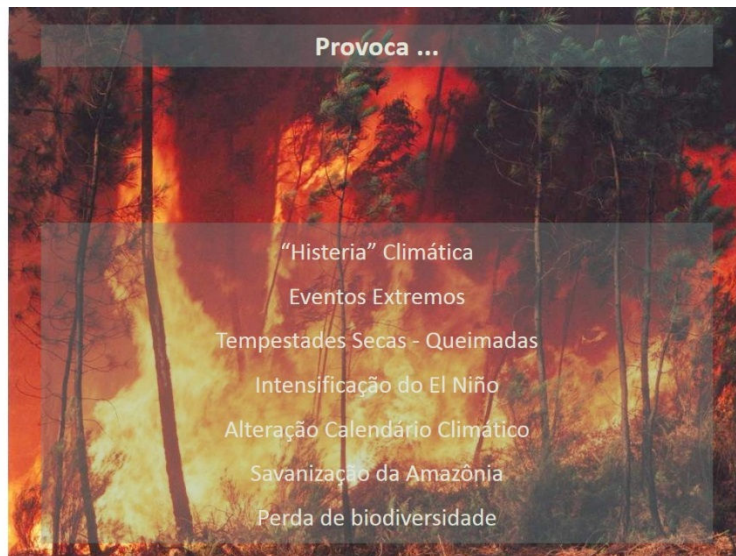 Provoca ...
“Histeria” Climática
Eventos Extremos
Tempestades Secas - Queimadas
Intensificação do El Niño
Alteração Calendário Climático
Savanização da Amazônia
Perda de biodiversidade